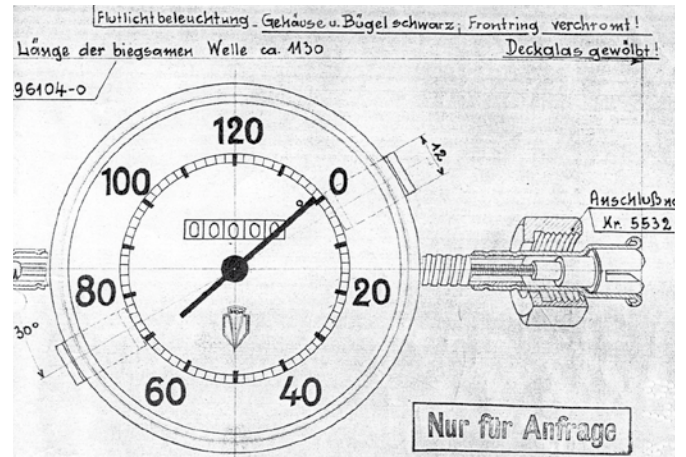 Flutlichtbeleuchtung - Gehäuse u. Bügel schwarz; Frontring verchromt!
Länge der biegsamen Welle ca. 1130
Deckglas gewölbt!
96104-0
120
12
100
0
Anschluß
Nr. 5532
00000
80
20
30°
60
40
Nur für Anfrage